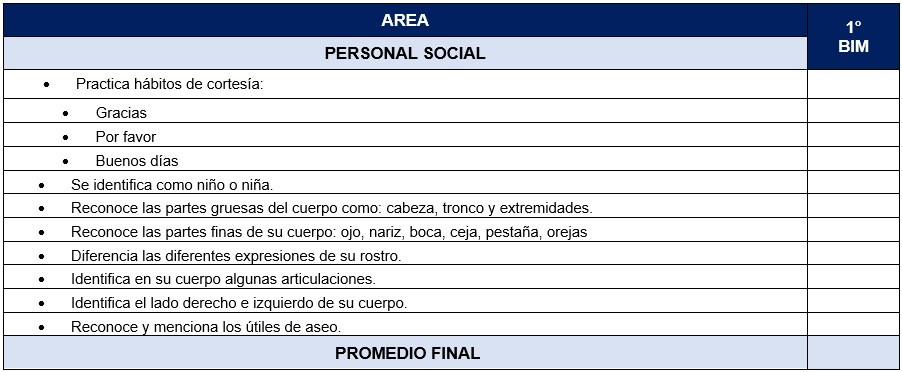 AREA
1°
BIM
PERSONAL SOCIAL
• Practica hábitos de cortesía:
• Gracias
• Por favor
• Buenos días
• Se identifica como niño o niña.
• Reconoce las partes gruesas del cuerpo como: cabeza, tronco y extremidades.
• Reconoce las partes finas de su cuerpo: ojo, nariz, boca, ceja, pestaña, orejas
• Diferencia las diferentes expresiones de su rostro.
• Identifica en su cuerpo algunas articulaciones.
• Identifica el lado derecho e izquierdo de su cuerpo.
• Reconoce y menciona los útiles de aseo.
PROMEDIO FINAL